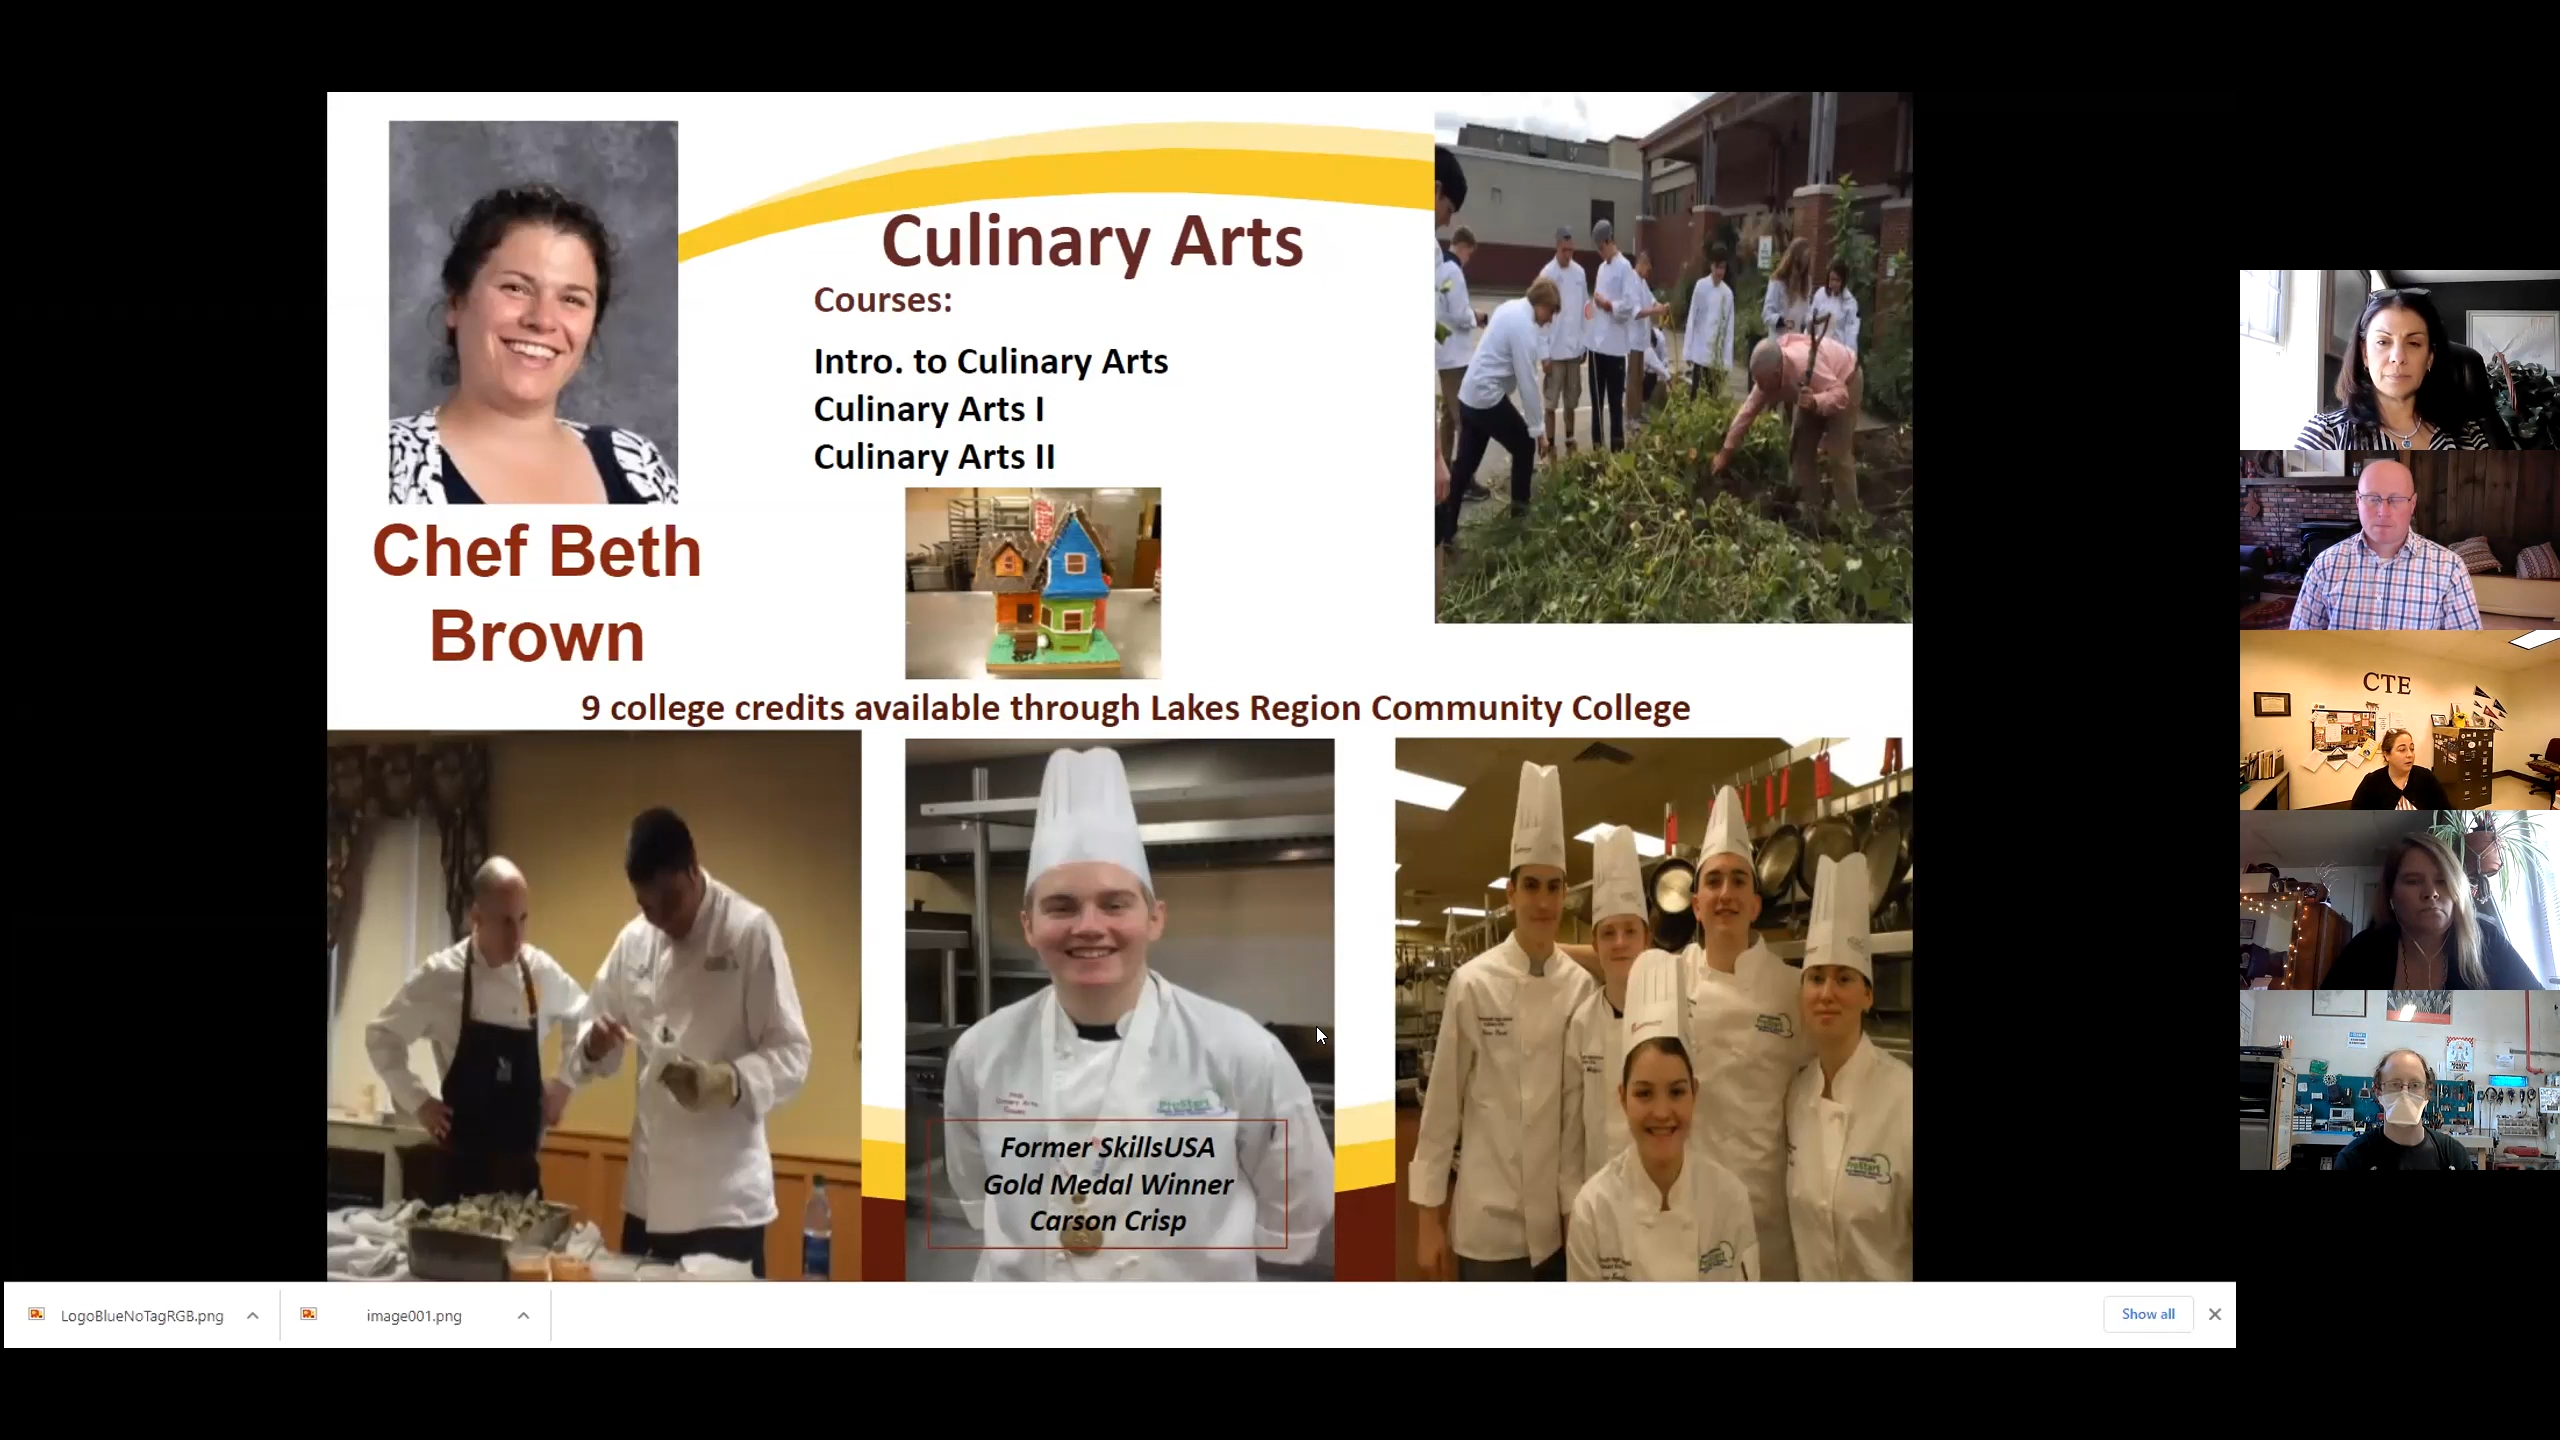 Culinary Arts
Courses:
Intro. to Culinary Arts
Culinary Arts I
Culinary Arts II
Chef Beth
Brown
9 college credits available through Lakes Region Community College
ProStart
Former SkillsUSA
Gold Medal Winner
Carson Crisp
ProStart
CTE
LogoBlueNoTagRGB.png
image001.png
Show all